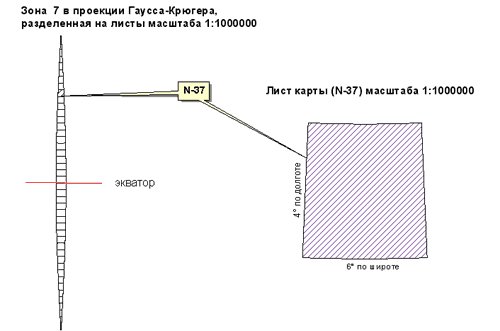 Зона 7 в проекции Гаусса-Крюгера,
разделенная на листы масштаба 1:1000000
N-37
Лист карты (N-37) масштаба 1:1000000
экватор
4° по долготе
6° по широте